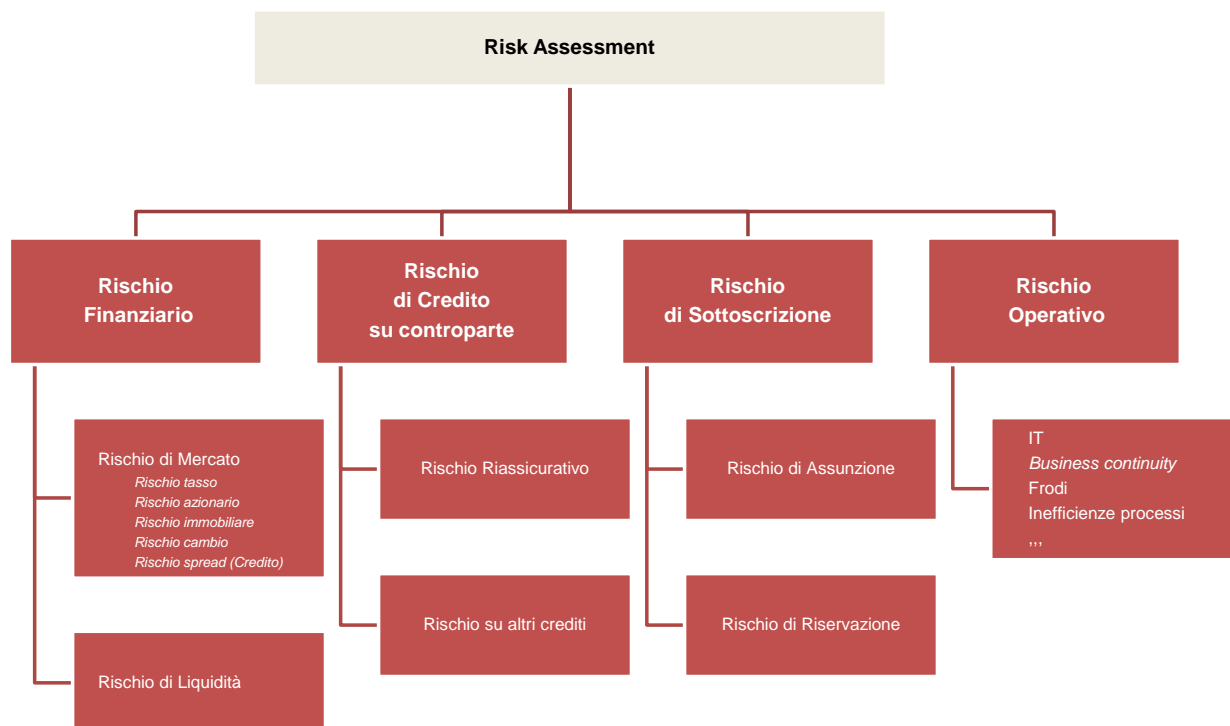 Risk Assessment
Rischio
Finanziario
Rischio
di Credito
su controparte
Rischio
di Sottoscrizione
Rischio
Operativo
Rischio di Mercato
Rischio tasso
Rischio azionario
Rischio immobiliare
Rischio cambio
Rischio spread (Credito)
Rischio Riassicurativo
Rischio di Assunzione
IT
Business continuity
Frodi
Inefficienze processi
,,,
Rischio di Liquidità
Rischio su altri crediti
Rischio di Riservazione